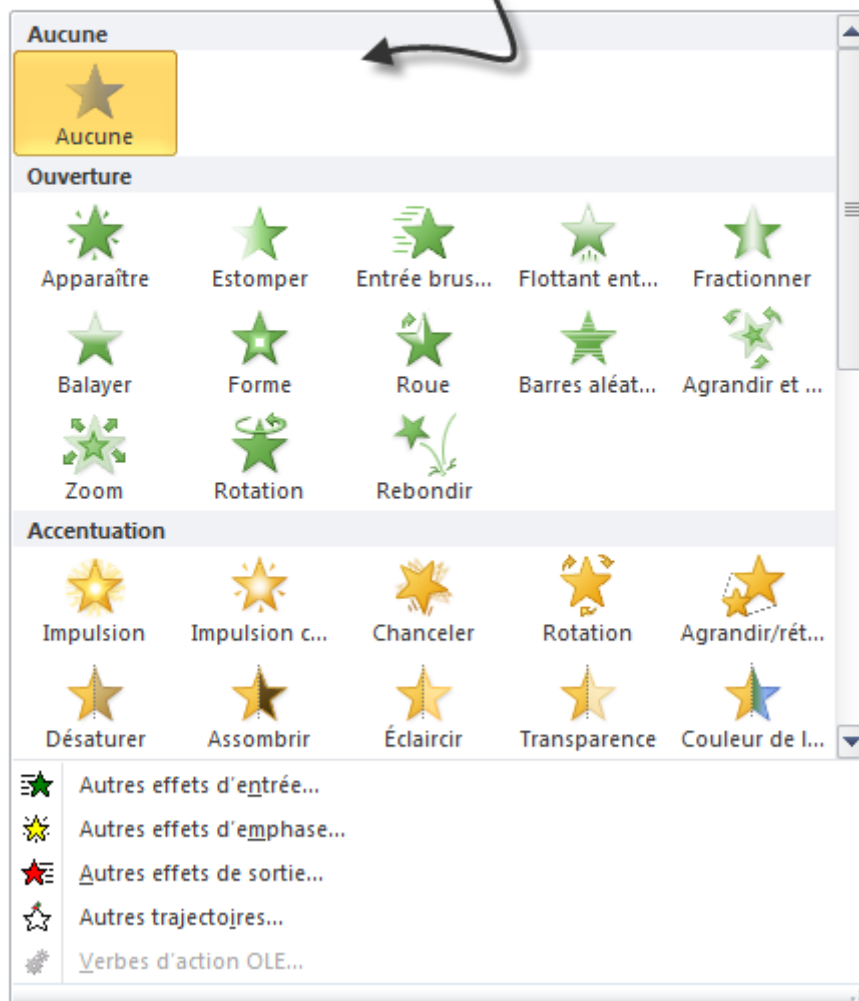 Aucune
Aucune
Ouverture
Apparaître Estomper Entrée brus... Flottant ent... Fractionner
Balayer Forme Roue Barres aléat... Agrandir et ...
Zoom Rotation Rebondir
Accentuation
Impulsion Impulsion c... Chanceler Rotation Agrandir/rét...
Désaturer Assombrir Éclaircir Transparence Couleur de l...
Autres effets d'entrée...
Autres effets d'emphase...
Autres effets de sortie...
Autres trajectoires...
Verbes d'action OLE...